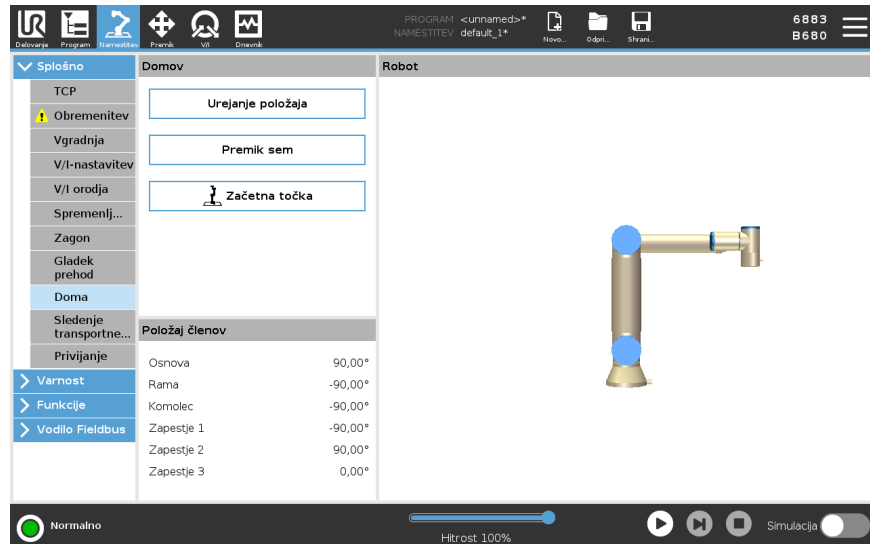 Delovanje
Program
Namestitev
Premik
V/I
Dnevnik
PROGRAM <unnamed>*
NAMESTITEV default_1*
Novo...
Odpri...
Shrani...
6883
B680
Splošno
TCP
Obremenitev
Vgradnja
V/I-nastavitev
V/I orodja
Spremenlj...
Zagon
Gladek
prehod
Doma
Sledenje
transportne...
Privijanje
Varnost
Funkcije
Vodilo Fieldbus
Domov
Urejanje položaja
Premik sem
Začetna točka
Položaj členov
Osnova 90,00°
Rama -90,00°
Komolec -90,00°
Zapestje 1 -90,00°
Zapestje 2 90,00°
Zapestje 3 0,00°
Robot
Normalno
Hitrost 100%
Simulacija